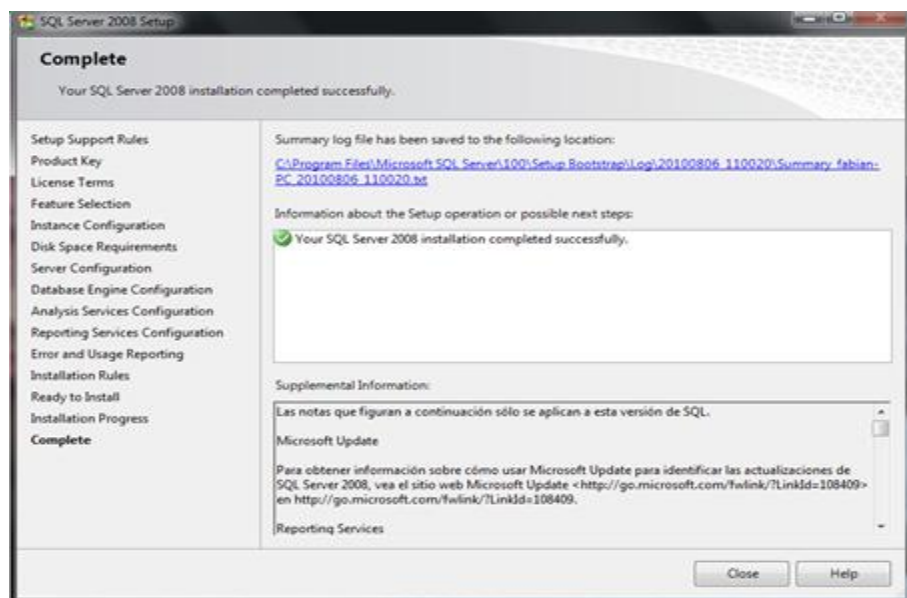 SQL Server 2008 Setup
Complete
Your SQL Server 2008 installation completed successfully.
Setup Support Rules
Product Key
License Terms
Feature Selection
Instance Configuration
Disk Space Requirements
Server Configuration
Database Engine Configuration
Analysis Services Configuration
Reporting Services Configuration
Error and Usage Reporting
Installation Rules
Ready to Install
Installation Progress
Complete
Summary log file has been saved to the following location:
C:\Program Files\Microsoft SQL Server\100\Setup Bootstrap\Log\20100806_110020\Summary_fabian-
PC_20100806_110020.txt
Information about the Setup operation or possible next steps:
Your SQL Server 2008 installation completed successfully.
Supplemental Information:
Las notas que figuran a continuación sólo se aplican a esta versión de SQL.
Microsoft Update
Para obtener información sobre cómo usar Microsoft Update para identificar las actualizaciones de
SQL Server 2008, vea el sitio web Microsoft Update <http://go.microsoft.com/fwlink/?LinkId=108409>
en http://go.microsoft.com/fwlink/?LinkId=108409.
Reporting Services
Close
Help